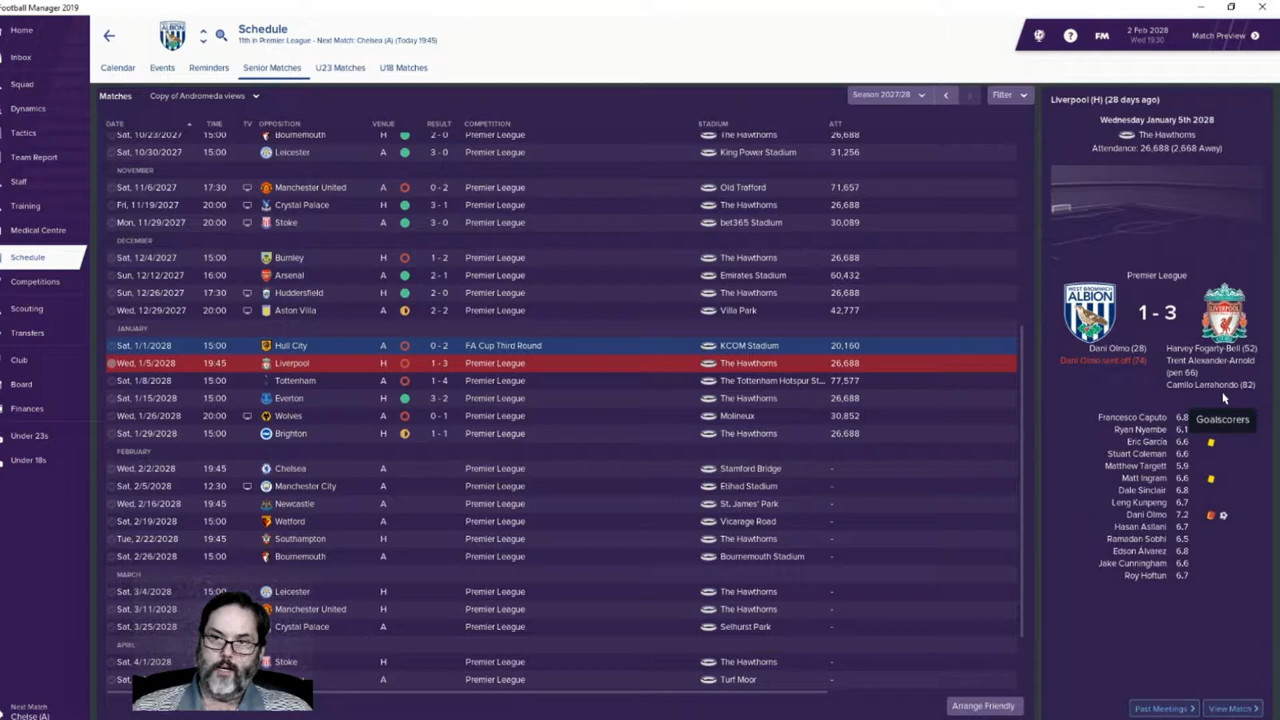 Football Manager 2019
Home
Inbox
Squad
Dynamics
Tactics
Team Report
Staff
Training
Medical Centre
Schedule
Competitions
Scouting
Transfers
Club
Board
Finances
Under 23s
Under 18s
Next Match
Chelse (A)
ALBION
Schedule
11th in Premier League - Next Match: Chelsea (A) (Today 19:45)
? FM 2 Feb 2028
Wed 19:30
Match Preview
Calendar Events Reminders Senior Matches U23 Matches U18 Matches
Matches Copy of Andromeda views Season 2027/28 Filter
DATE TIME TV OPPOSITION VENUE RESULT COMPETITION STADIUM ATT
Sat, 10/23/2027 15:00 Bournemouth H 2 - 0 Premier League The Hawthorns 26,688
Sat, 10/30/2027 15:00 Leicester A 3 - 0 Premier League King Power Stadium 31,256
NOVEMBER
Sat, 11/6/2027 17:30 Manchester United A 0 - 2 Premier League Old Trafford 71,657
Fri, 11/19/2027 20:00 Crystal Palace H 3 - 1 Premier League The Hawthorns 26,688
Mon, 11/29/2027 20:00 Stoke A 3 - 0 Premier League bet365 Stadium 30,089
DECEMBER
Sat, 12/4/2027 15:00 Burnley H 1 - 2 Premier League The Hawthorns 26,688
Sun, 12/12/2027 16:00 Arsenal A 2 - 1 Premier League Emirates Stadium 60,432
Sun, 12/26/2027 17:30 Huddersfield H 2 - 0 Premier League The Hawthorns 26,688
Wed, 12/29/2027 20:00 Aston Villa A 2 - 2 Premier League Villa Park 42,777
JANUARY
Sat, 1/1/2028 15:00 Hull City A 0 - 2 FA Cup Third Round KCOM Stadium 20,160
Wed, 1/5/2028 19:45 Liverpool H 1 - 3 Premier League The Hawthorns 26,688
Sat, 1/8/2028 15:00 Tottenham A 1 - 4 Premier League The Tottenham Hotspur St... 77,577
Sat, 1/15/2028 15:00 Everton H 3 - 2 Premier League The Hawthorns 26,688
Wed, 1/26/2028 20:00 Wolves A 0 - 1 Premier League Molineux 30,852
Sat, 1/29/2028 15:00 Brighton H 1 - 1 Premier League The Hawthorns 26,688
FEBRUARY
Wed, 2/2/2028 19:45 Chelsea A Premier League Stamford Bridge -
Sat, 2/5/2028 12:30 Manchester City A Premier League Etihad Stadium -
Wed, 2/16/2028 19:45 Newcastle A Premier League St. James' Park -
Sat, 2/19/2028 15:00 Watford A Premier League Vicarage Road -
Tue, 2/22/2028 19:45 Southampton H Premier League The Hawthorns -
Sat, 2/26/2028 15:00 Bournemouth A Premier League Bournemouth Stadium -
MARCH
Sat, 3/4/2028 15:00 Leicester H Premier League The Hawthorns -
Sat, 3/11/2028 Manchester United H Premier League The Hawthorns -
Sat, 3/25/2028 Crystal Palace A Premier League Selhurst Park -
APRIL
Sat, 4/1/2028 Stoke H Premier League The Hawthorns -
Sat, A Premier League Turf Moor -
Arrange Friendly
Liverpool (H) (28 days ago)
Wednesday January 5th 2028
The Hawthorns
Attendance: 26,688 (2,668 Away)
Premier League
WEST BROMWICH
ALBION
1 - 3
LIVERPOOL
Dani Olmo (28)
Dani Olmo sent off (74)
Harvey Fogarty-Bell (52)
Trent Alexander-Arnold
(pen 66)
Camilo Larrahondo (82)
Goalscorers
Francesco Caputo 6.8
Ryan Nyambe 6.1
Eric García 6.6
Stuart Coleman 6.6
Matthew Targett 5.9
Matt Ingram 6.6
Dale Sinclair 6.8
Leng Kunpeng 6.7
Dani Olmo 7.2
Hasan Asllani 6.7
Ramadan Sobhi 6.5
Edson Álvarez 6.8
Jake Cunningham 6.6
Roy Hoftun 6.7
Past Meetings
View Match